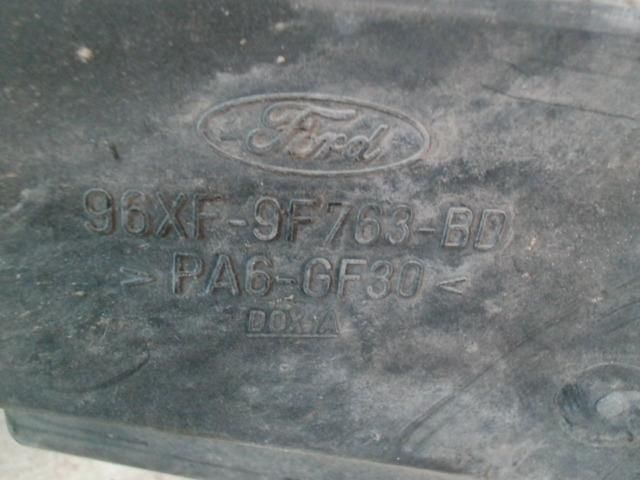 Ford
96XF-9F763-BD
> PA6-GF30 <
DOXIA